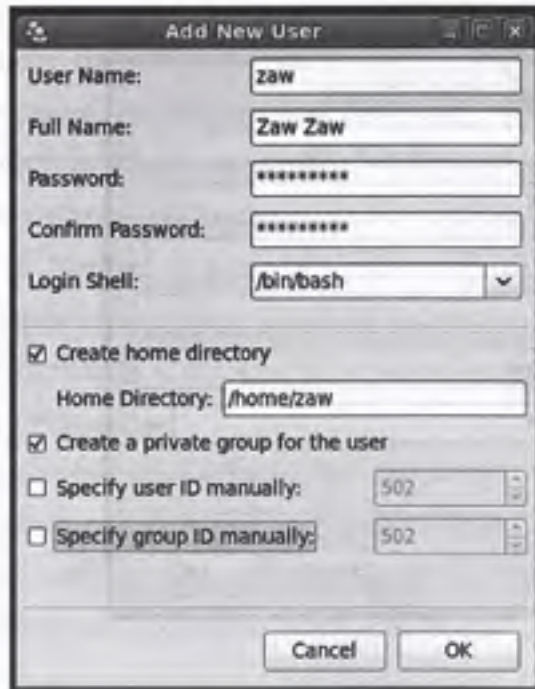 Add New User
User Name: zaw
Full Name: Zaw Zaw
Password: *********
Confirm Password: *********
Login Shell: /bin/bash
Create home directory
Home Directory: /home/zaw
Create a private group for the user
Specify user ID manually: 502
Specify group ID manually: 502
Cancel OK